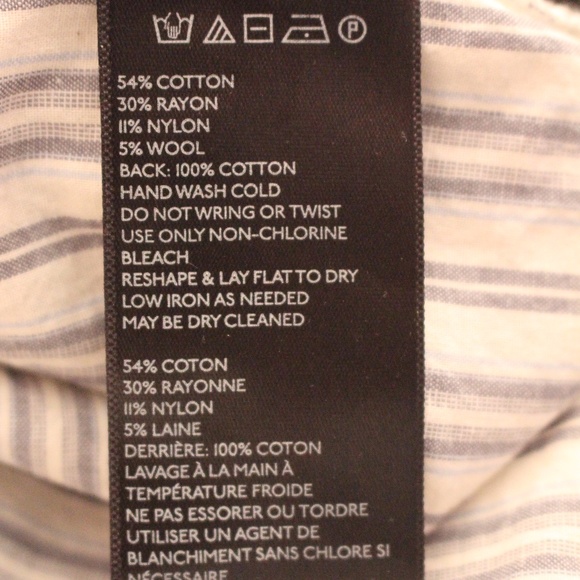 P
54% COTTON
30% RAYON
11% NYLON
5% WOOL
BACK: 100% COTTON
HAND WASH COLD
DO NOT WRING OR TWIST
USE ONLY NON-CHLORINE
BLEACH
RESHAPE & LAY FLAT TO DRY
LOW IRON AS NEEDED
MAY BE DRY CLEANED
54% COTON
30% RAYONNE
11% NYLON
5% LAINE
DERRIÈRE: 100% COTON
LAVAGE À LA MAIN À
TEMPÉRATURE FROIDE
NE PAS ESSORER OU TORDRE
UTILISER UN AGENT DE
BLANCHIMENT SANS CHLORE SI
NÉCESSAIRE